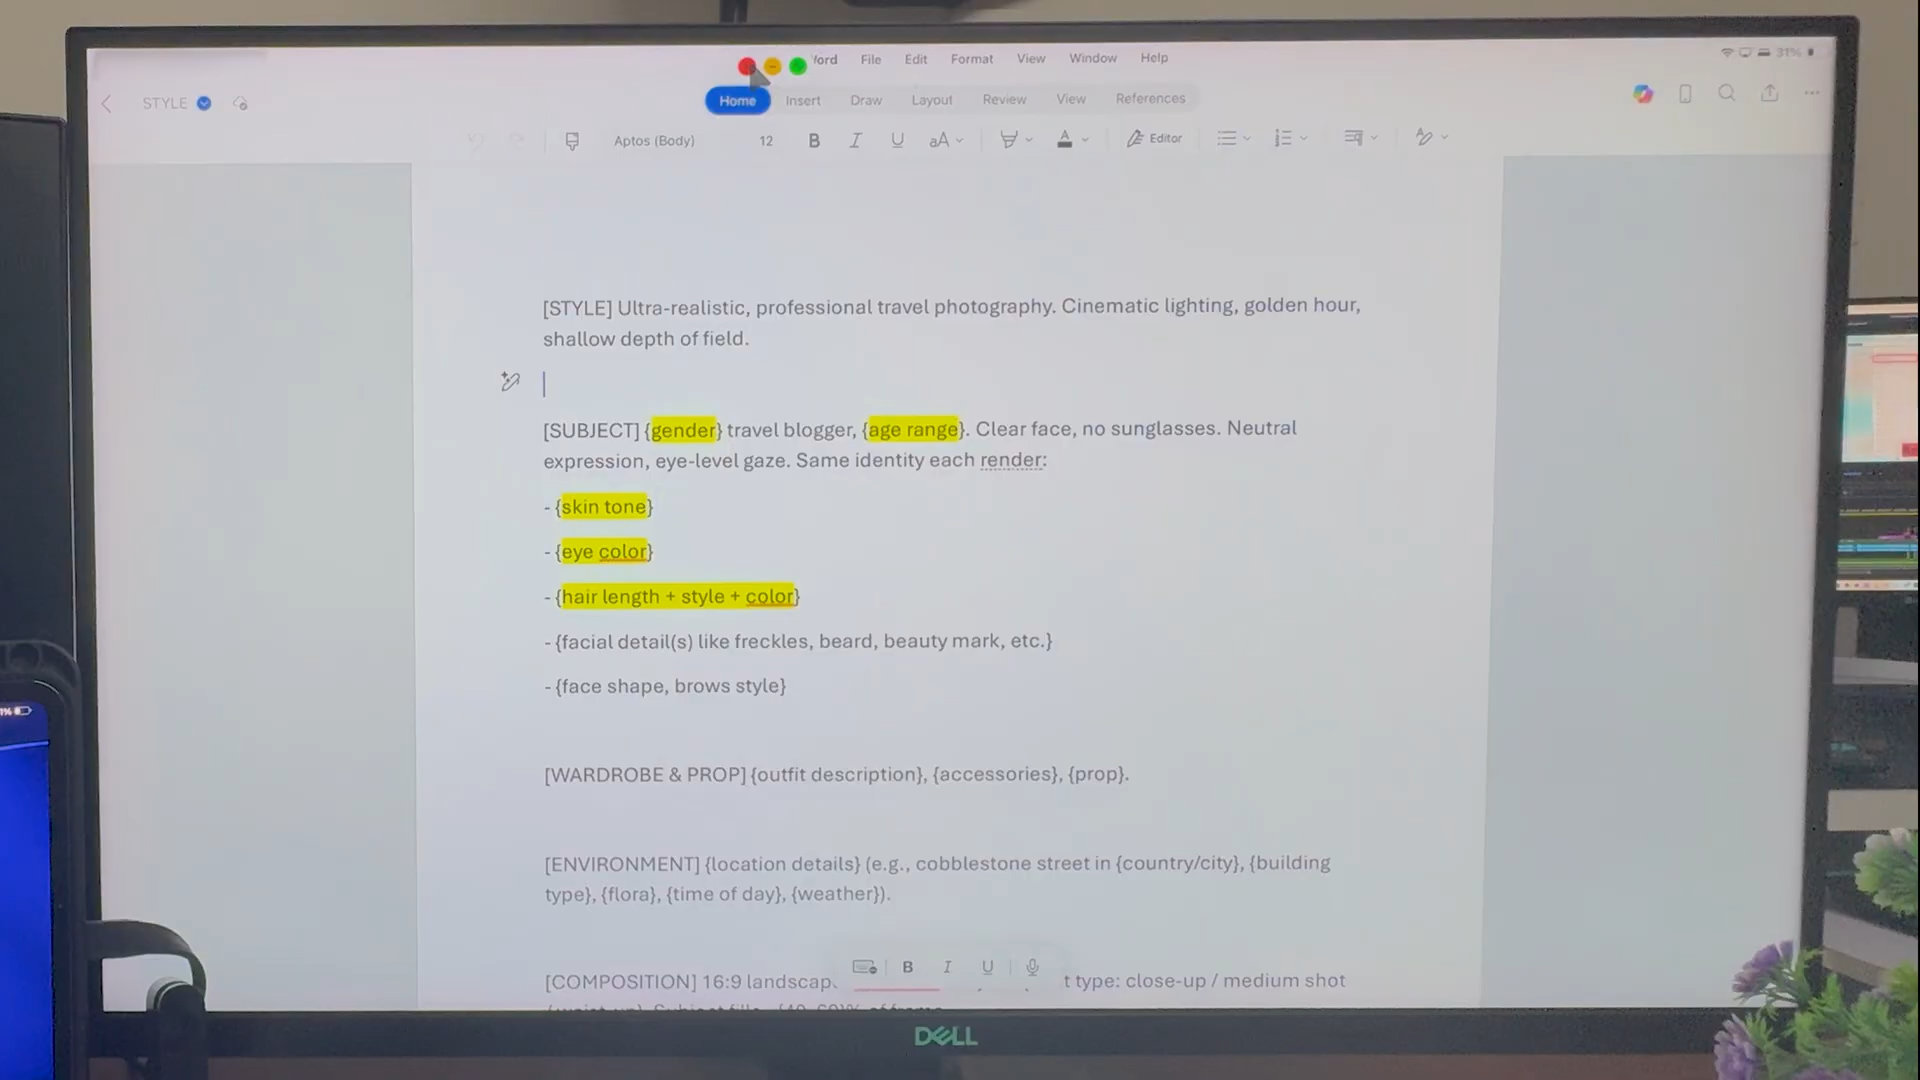 ford File Edit Format View Window Help
31%
STYLE
Home Insert Draw Layout Review View References
Aptos (Body) 12 B I U aA A Editor
[STYLE] Ultra-realistic, professional travel photography. Cinematic lighting, golden hour,
shallow depth of field.
[SUBJECT] {gender} travel blogger, {age range}. Clear face, no sunglasses. Neutral
expression, eye-level gaze. Same identity each render:
- {skin tone}
- {eye color}
- {hair length + style + color}
- {facial detail(s) like freckles, beard, beauty mark, etc.}
- {face shape, brows style}
[WARDROBE & PROP] {outfit description}, {accessories}, {prop}.
[ENVIRONMENT] {location details} (e.g., cobblestone street in {country/city}, {building
type}, {flora}, {time of day}, {weather}).
B I U
[COMPOSITION] 16:9 landscap t type: close-up / medium shot
DELL